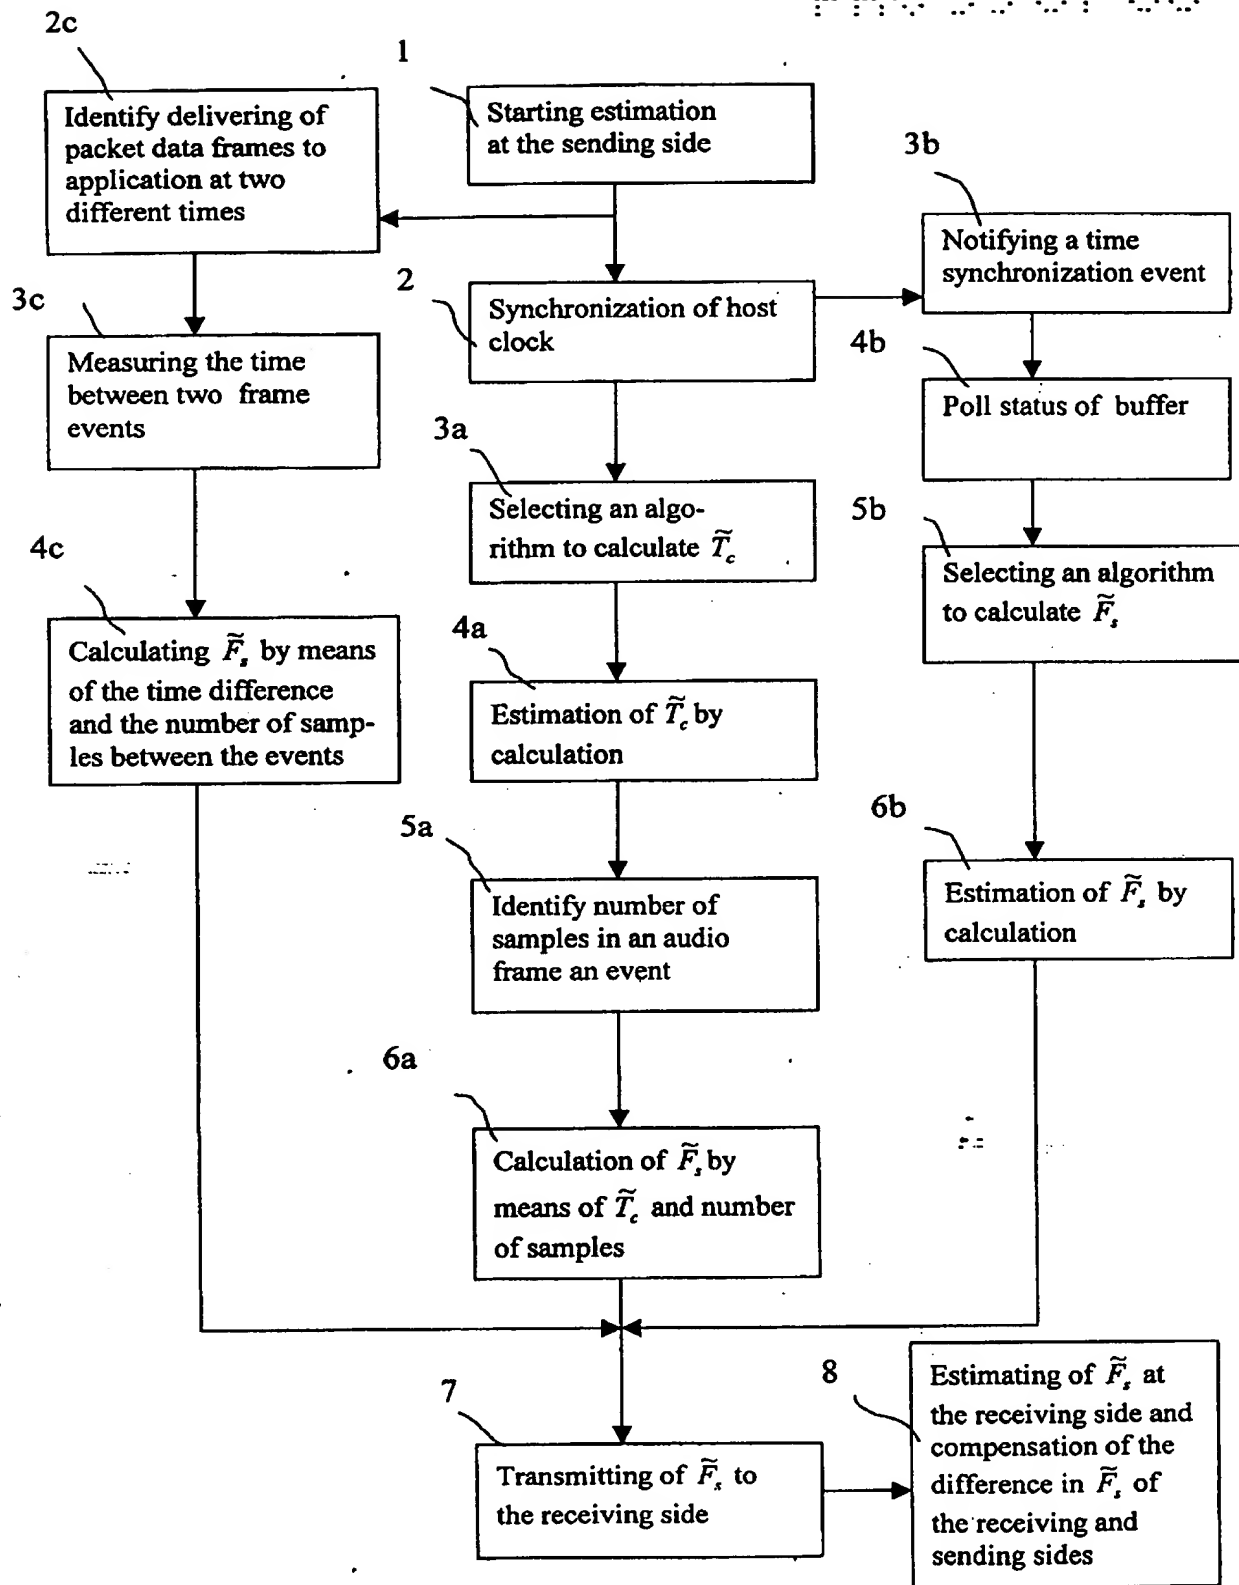 2c
1
Identify delivering of
packet data frames to
application at two
different times
Starting estimation
at the sending side
3b
Notifying a time
synchronization event
3c
2
Synchronization of host
clock
4b
Measuring the time
between two frame
events
Poll status of buffer
3a
Selecting an algo-
rithm to calculate T̃c
5b
Selecting an algorithm
to calculate F̃s
4c
Calculating F̃s by means
of the time difference
and the number of samp-
les between the events
4a
Estimation of T̃c by
calculation
6b
Estimation of F̃s by
calculation
5a
Identify number of
samples in an audio
frame an event
6a
Calculation of F̃s by
means of T̃c and number
of samples
7
Transmitting of F̃s to
the receiving side
8
Estimating of F̃s at
the receiving side and
compensation of the
difference in F̃s of
the receiving and
sending sides